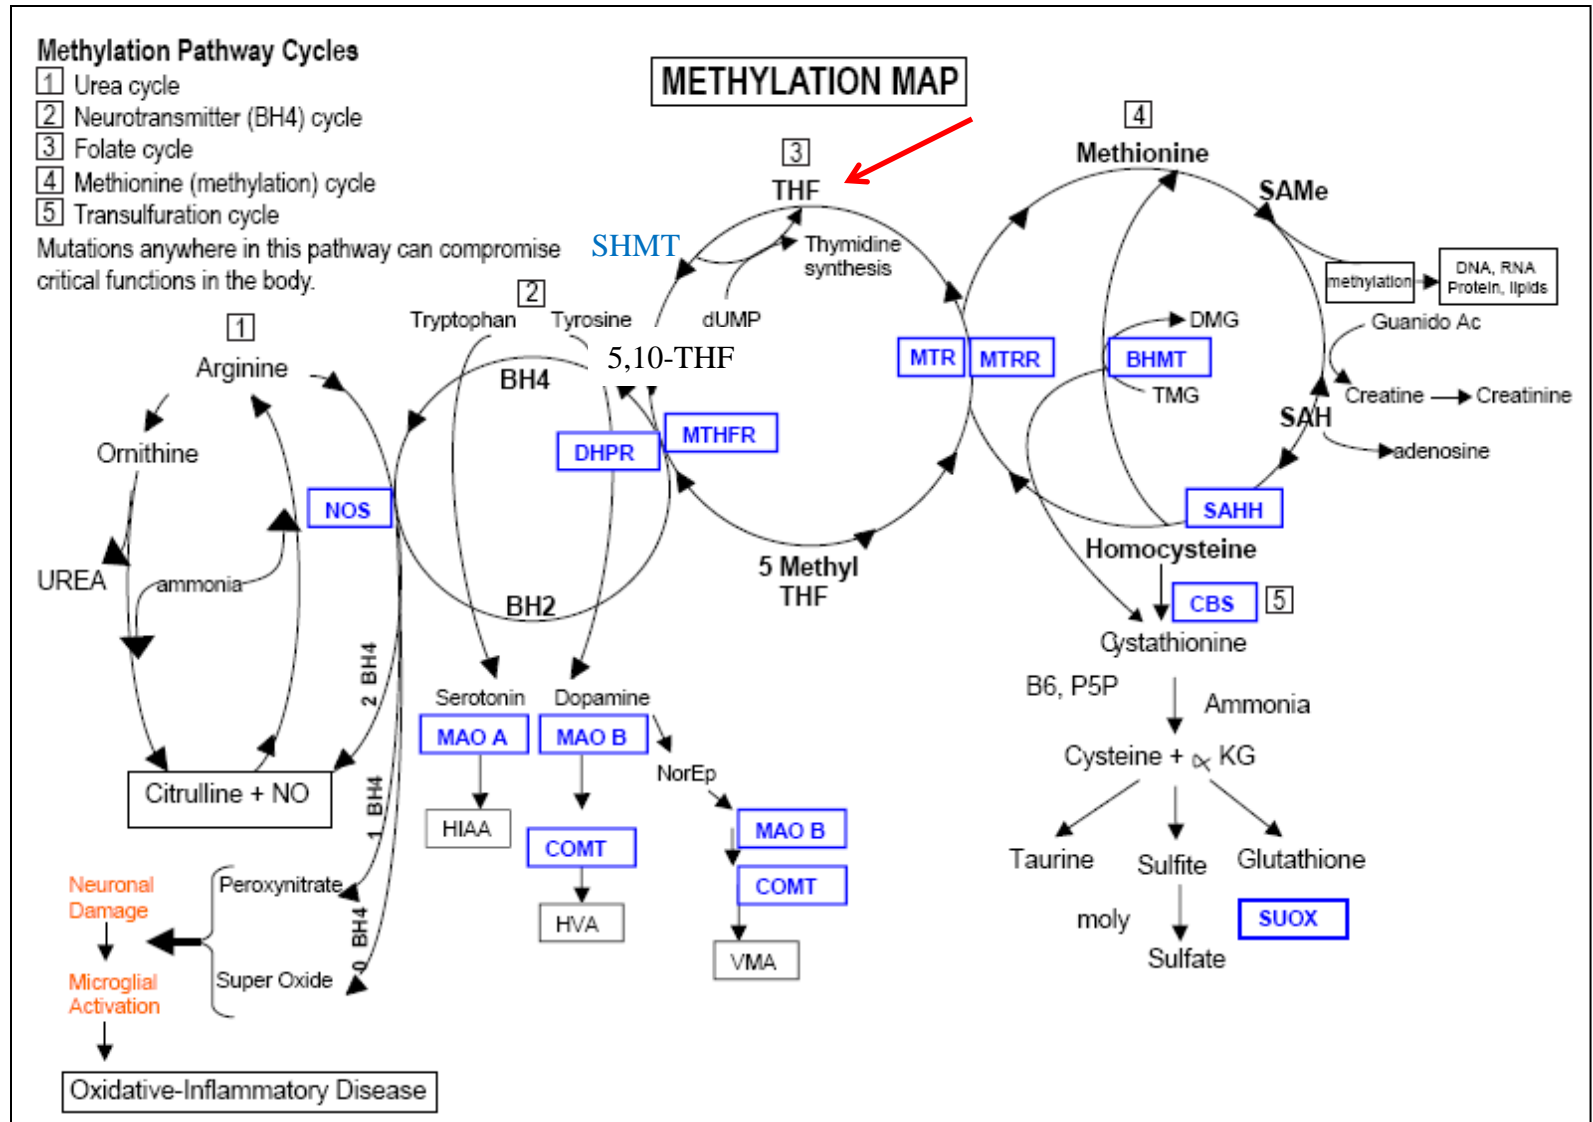 Methylation Pathway Cycles
1 Urea cycle
2 Neurotransmitter (BH4) cycle
3 Folate cycle
4 Methionine (methylation) cycle
5 Transulfuration cycle
Mutations anywhere in this pathway can compromise
critical functions in the body.
METHYLATION MAP
1
Arginine
Ornithine
UREA
ammonia
NOS
Citrulline + NO
2 BH4
1 BH4
0 BH4
Peroxynitrate
Super Oxide
Neuronal
Damage
Microglial
Activation
Oxidative-Inflammatory Disease
2
Tryptophan
Tyrosine
BH4
BH2
DHPR
Serotonin
MAO A
HIAA
Dopamine
MAO B
COMT
HVA
NorEp
MAO B
COMT
VMA
3
THF
SHMT
Thymidine
synthesis
dUMP
5,10-THF
MTHFR
5 Methyl
THF
MTR
MTRR
4
Methionine
SAMe
methylation
DNA, RNA
Protein, lipids
Guanido Ac
Creatine
Creatinine
SAH
adenosine
DMG
BHMT
TMG
SAHH
Homocysteine
CBS
5
Cystathionine
B6, P5P
Ammonia
Cysteine + α KG
Taurine
Sulfite
Glutathione
moly
SUOX
Sulfate